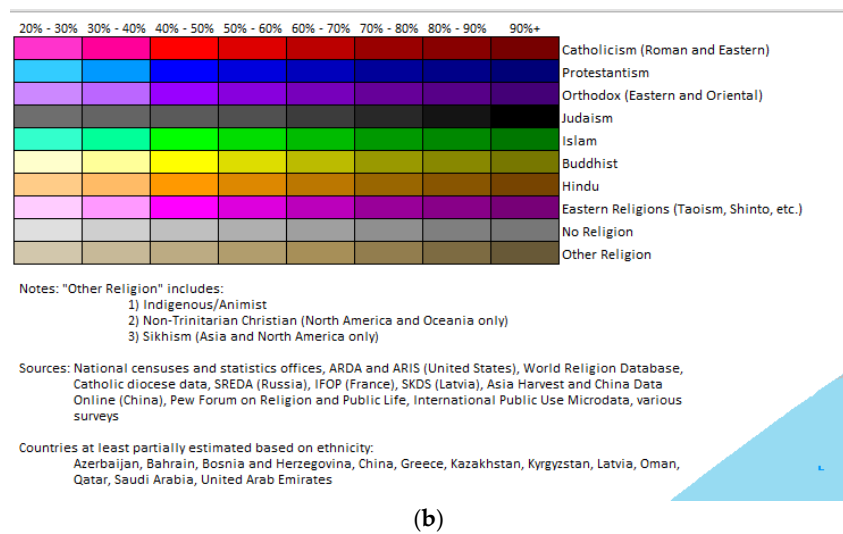 20% - 30% 30% - 40% 40% - 50% 50% - 60% 60% - 70% 70% - 80% 80% - 90% 90%+
Catholicism (Roman and Eastern)
Protestantism
Orthodox (Eastern and Oriental)
Judaism
Islam
Buddhist
Hindu
Eastern Religions (Taoism, Shinto, etc.)
No Religion
Other Religion
Notes: "Other Religion" includes:
1) Indigenous/Animist
2) Non-Trinitarian Christian (North America and Oceania only)
3) Sikhism (Asia and North America only)
Sources: National censuses and statistics offices, ARDA and ARIS (United States), World Religion Database,
Catholic diocese data, SREDA (Russia), IFOP (France), SKDS (Latvia), Asia Harvest and China Data
Online (China), Pew Forum on Religion and Public Life, International Public Use Microdata, various
surveys
Countries at least partially estimated based on ethnicity:
Azerbaijan, Bahrain, Bosnia and Herzegovina, China, Greece, Kazakhstan, Kyrgyzstan, Latvia, Oman,
Qatar, Saudi Arabia, United Arab Emirates
(b)